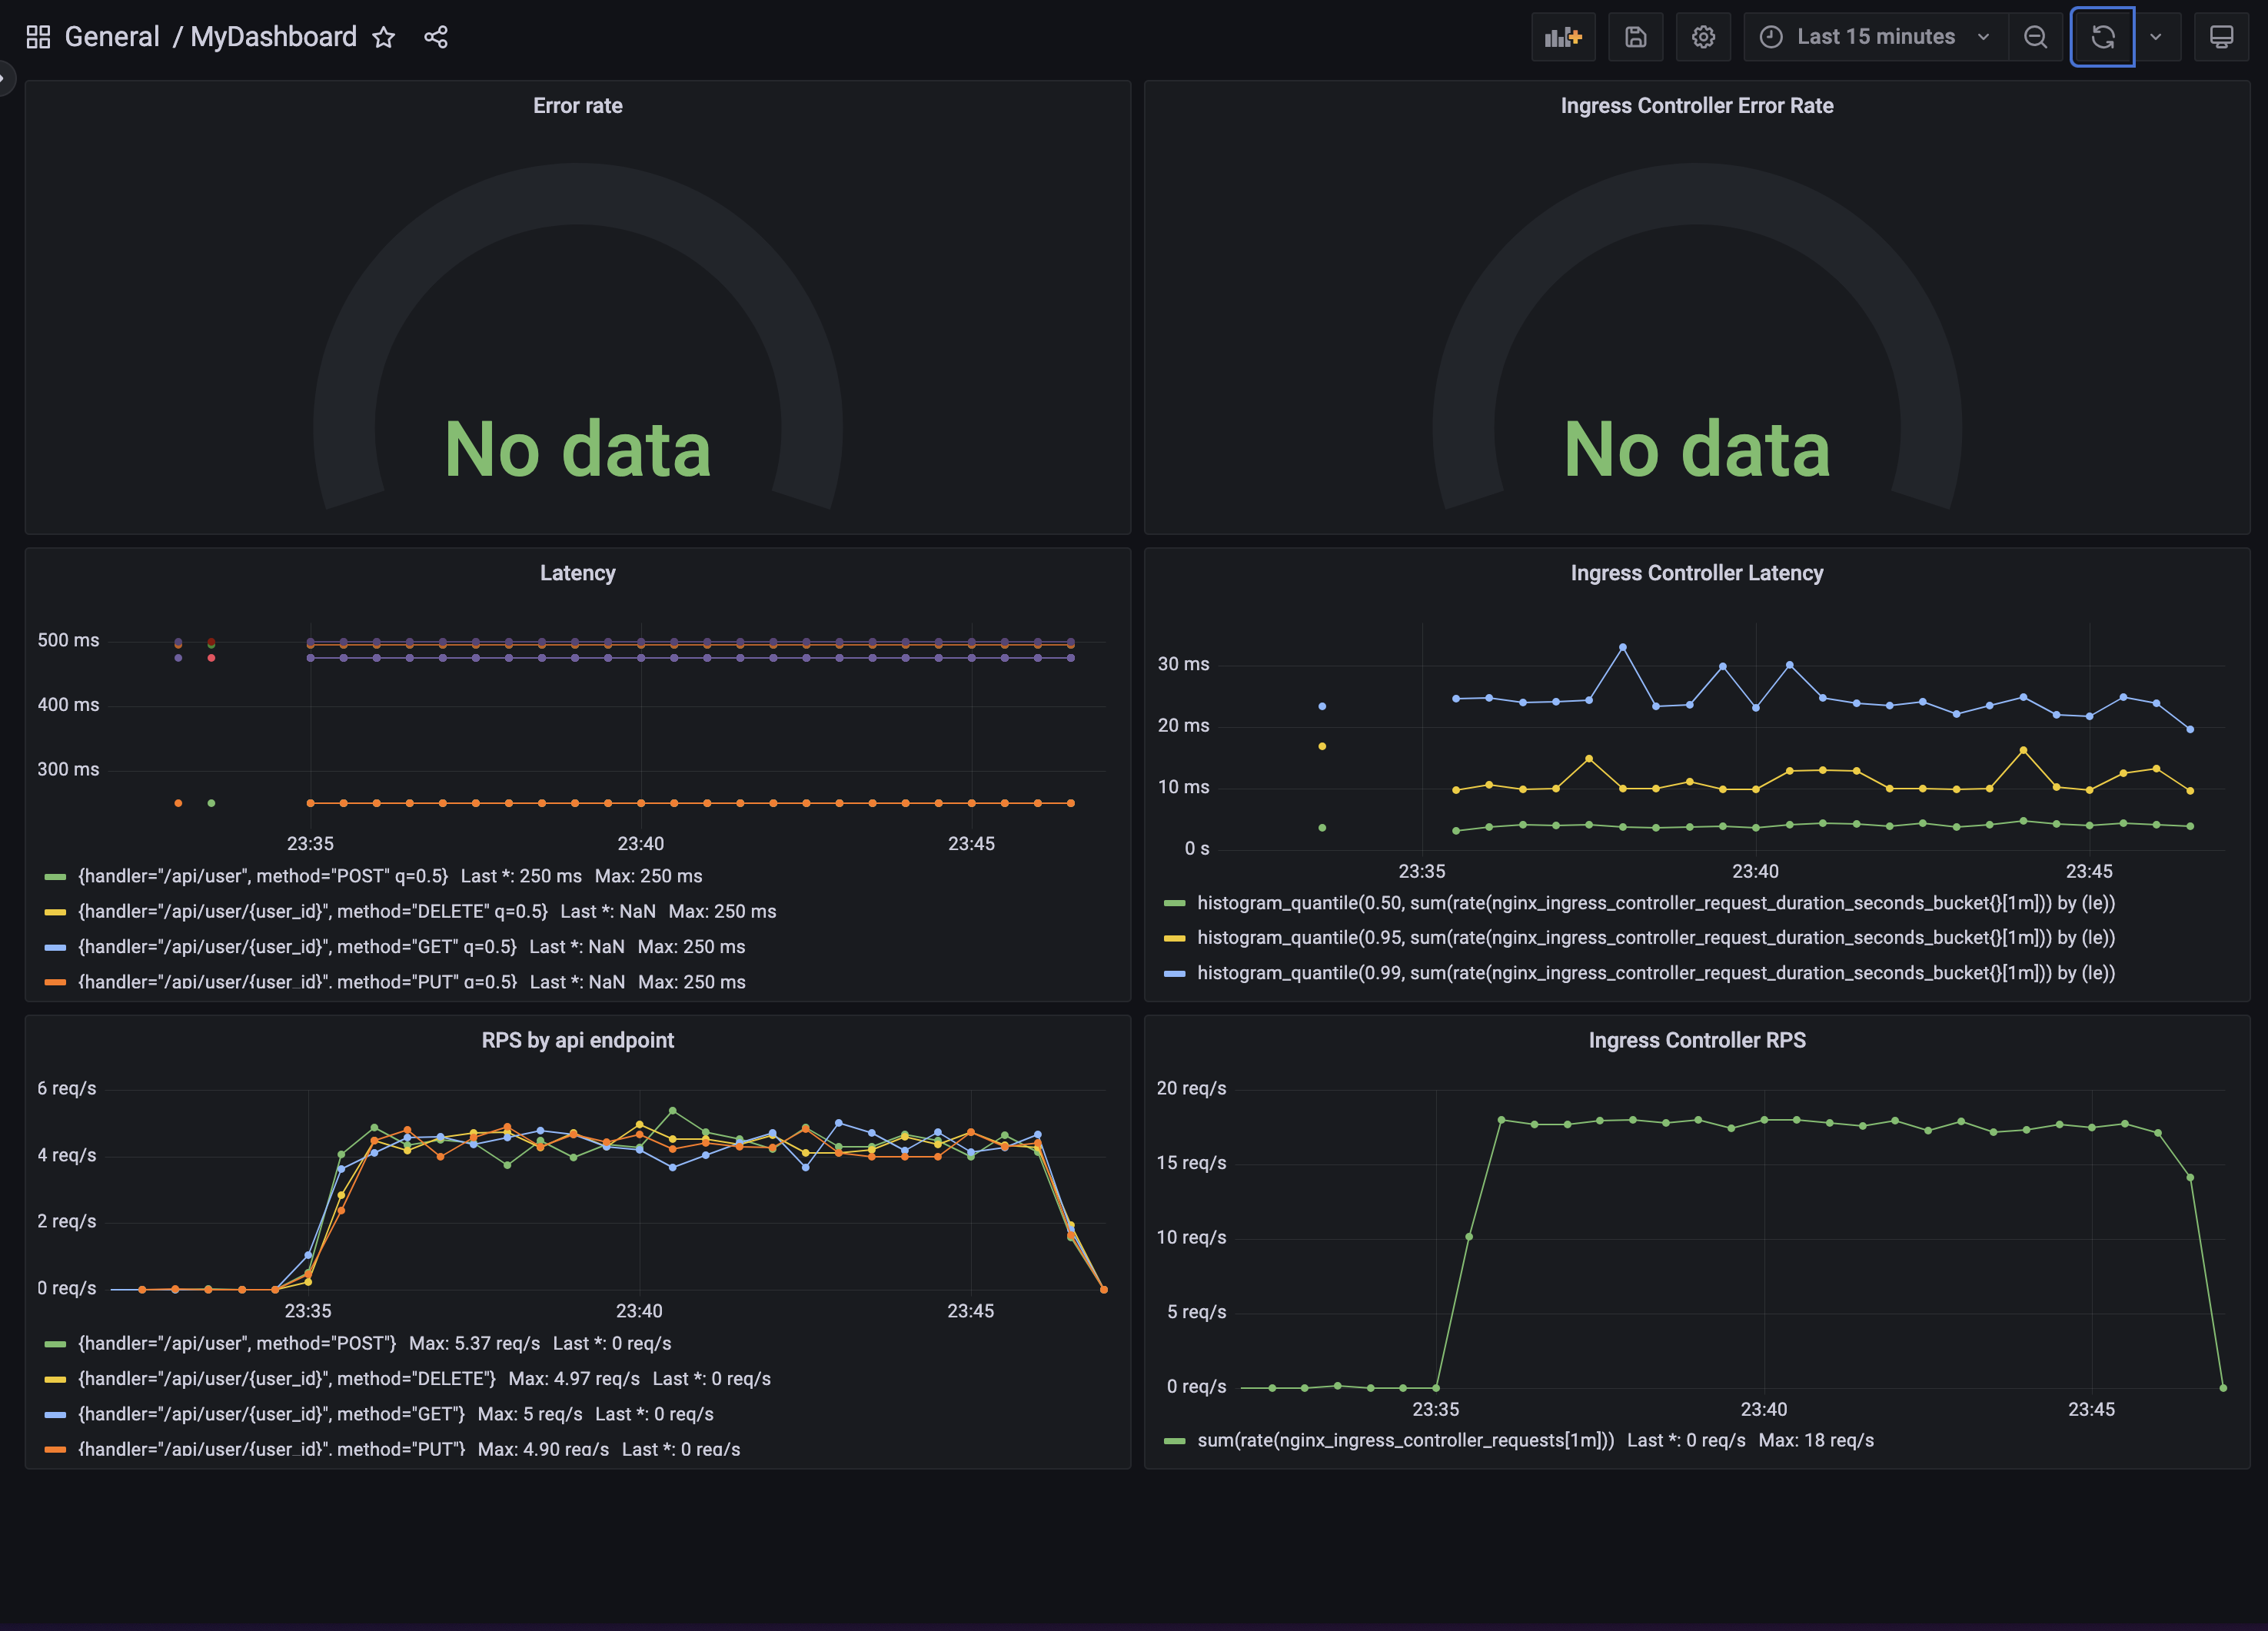 General / MyDashboard
Last 15 minutes
Error rate
No data
Ingress Controller Error Rate
No data
Latency
500 ms
400 ms
300 ms
23:35 23:40 23:45
{handler="/api/user", method="POST" q=0.5} Last *: 250 ms Max: 250 ms
{handler="/api/user/{user_id}", method="DELETE" q=0.5} Last *: NaN Max: 250 ms
{handler="/api/user/{user_id}", method="GET" q=0.5} Last *: NaN Max: 250 ms
{handler="/api/user/{user_id}", method="PUT" q=0.5} Last *: NaN Max: 250 ms
Ingress Controller Latency
30 ms
20 ms
10 ms
0 s
23:35 23:40 23:45
histogram_quantile(0.50, sum(rate(nginx_ingress_controller_request_duration_seconds_bucket{}[1m])) by (le))
histogram_quantile(0.95, sum(rate(nginx_ingress_controller_request_duration_seconds_bucket{}[1m])) by (le))
histogram_quantile(0.99, sum(rate(nginx_ingress_controller_request_duration_seconds_bucket{}[1m])) by (le))
RPS by api endpoint
6 req/s
4 req/s
2 req/s
0 req/s
23:35 23:40 23:45
{handler="/api/user", method="POST"} Max: 5.37 req/s Last *: 0 req/s
{handler="/api/user/{user_id}", method="DELETE"} Max: 4.97 req/s Last *: 0 req/s
{handler="/api/user/{user_id}", method="GET"} Max: 5 req/s Last *: 0 req/s
{handler="/api/user/{user_id}", method="PUT"} Max: 4.90 req/s Last *: 0 req/s
Ingress Controller RPS
20 req/s
15 req/s
10 req/s
5 req/s
0 req/s
23:35 23:40 23:45
sum(rate(nginx_ingress_controller_requests[1m])) Last *: 0 req/s Max: 18 req/s